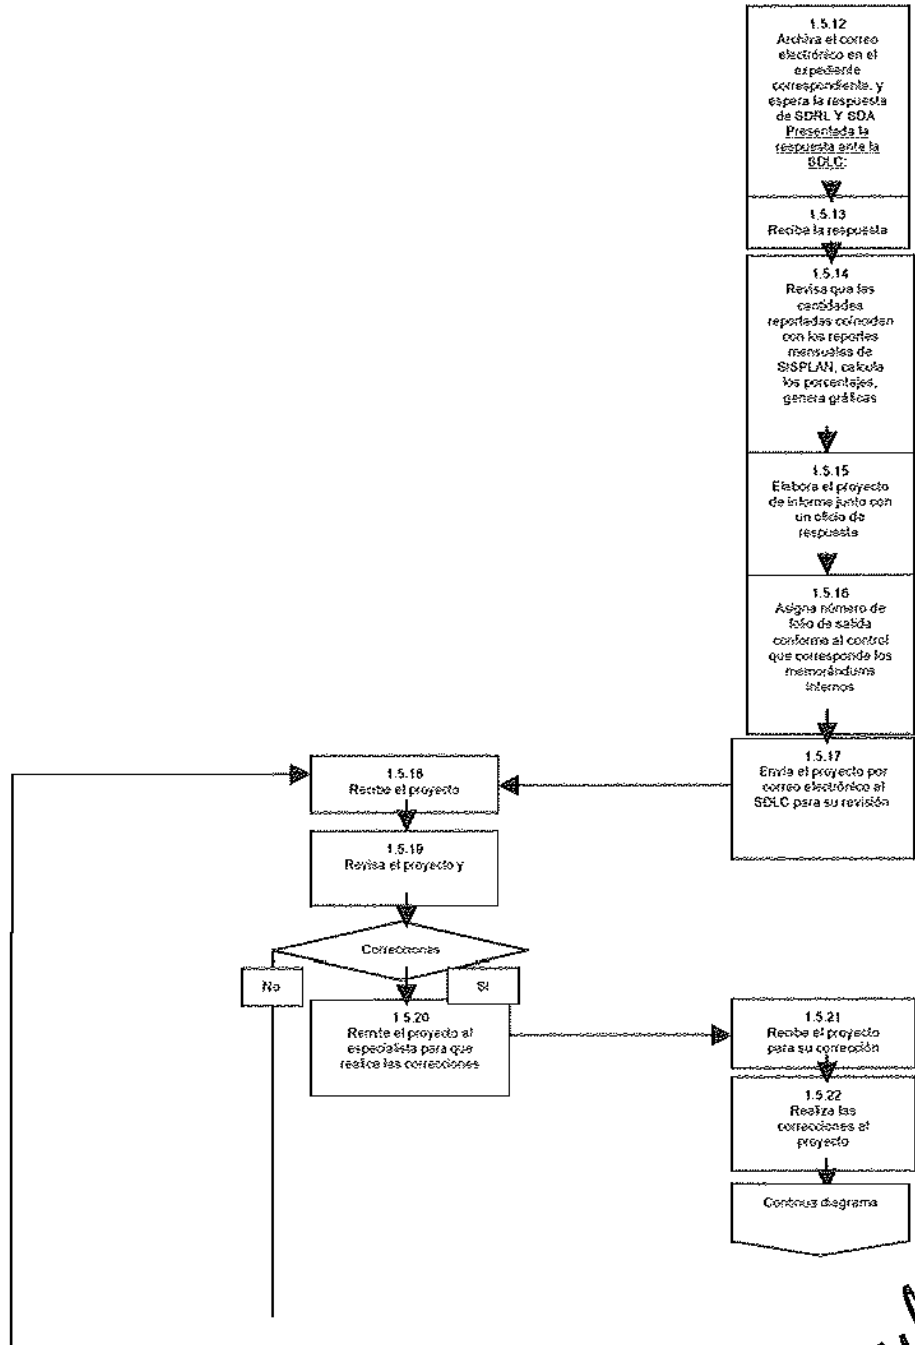 1.5.12
Archiva el correo
electrónico en el
expediente
correspondiente, y
espera la respuesta
de SDRL Y SDA
Presentada la
respuesta ante la
SDLC:
1.5.13
Recibe la respuesta
1.5.14
Revisa que las
cantidades
reportadas coincidan
con los reportes
mensuales de
SISPLAN, calcula
los porcentajes,
genera gráficas
1.5.15
Elabora el proyecto
de informe junto con
un oficio de
respuesta
1.5.16
Asigna número de
folio de salida
conforme al control
que corresponde los
memorándums
internos
1.5.17
Envía el proyecto por
correo electrónico al
SDLC para su revisión
1.5.18
Recibe el proyecto
1.5.19
Revisa el proyecto y
Correcciones
No
Si
1.5.20
Remite el proyecto al
especialista para que
realice las correcciones
1.5.21
Recibe el proyecto
para su corrección
1.5.22
Realiza las
correcciones al
proyecto
Continua diagrama